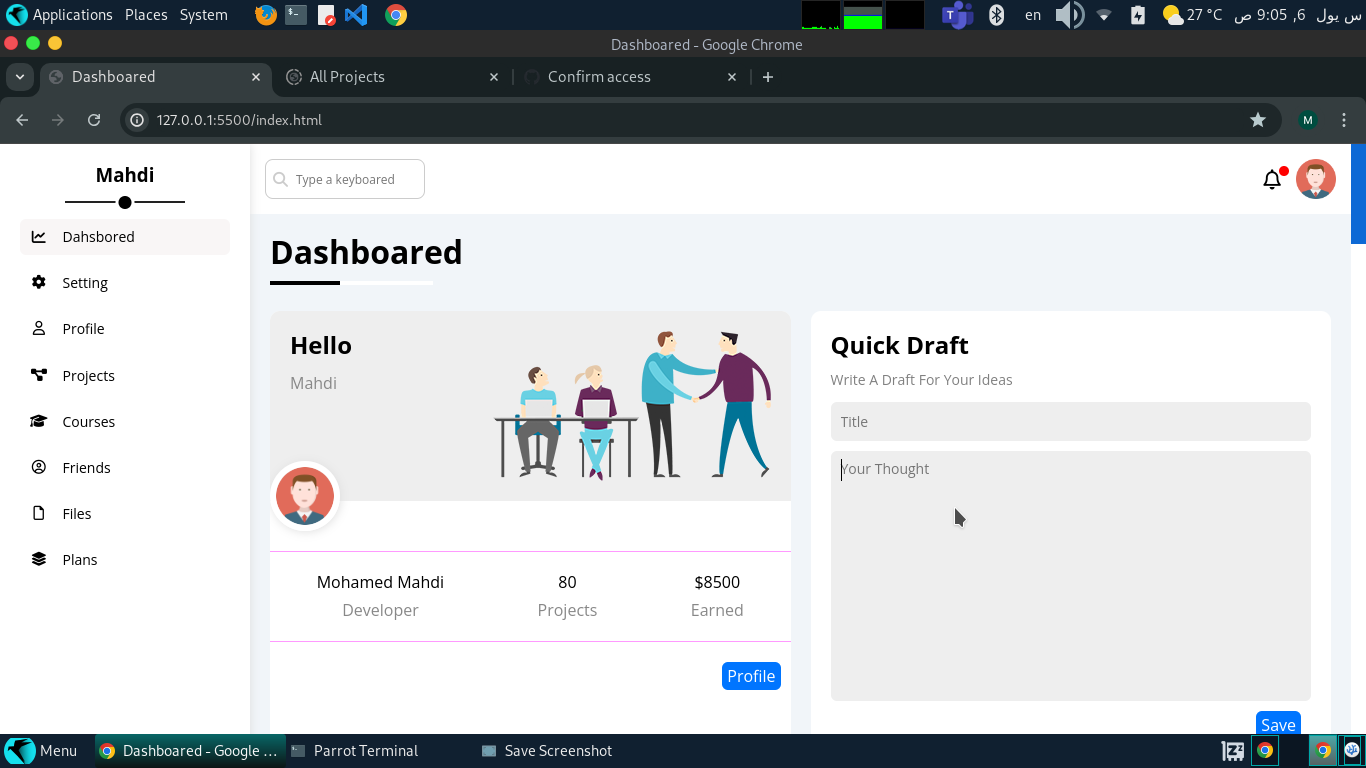 Applications Places System en 27 °C س يول 6, 9:05 ص
Dashboared - Google Chrome
Dashboared All Projects Confirm access
127.0.0.1:5500/index.html M
Mahdi
Type a keyboared
Dahsbored
Setting
Profile
Projects
Courses
Friends
Files
Plans
Dashboared
Hello
Mahdi
Mohamed Mahdi 80 $8500
Developer Projects Earned
Profile
Quick Draft
Write A Draft For Your Ideas
Title
Your Thought
Save
Menu Dashboared - Google ... Parrot Terminal Save Screenshot